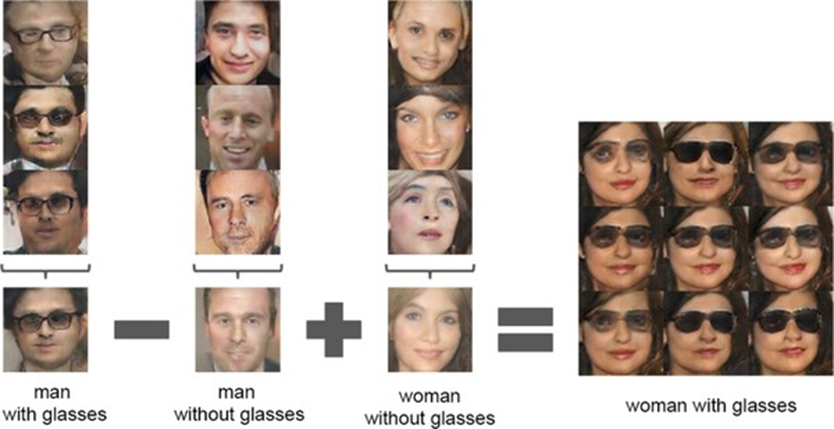 man
with glasses
man
without glasses
woman
without glasses
woman with glasses